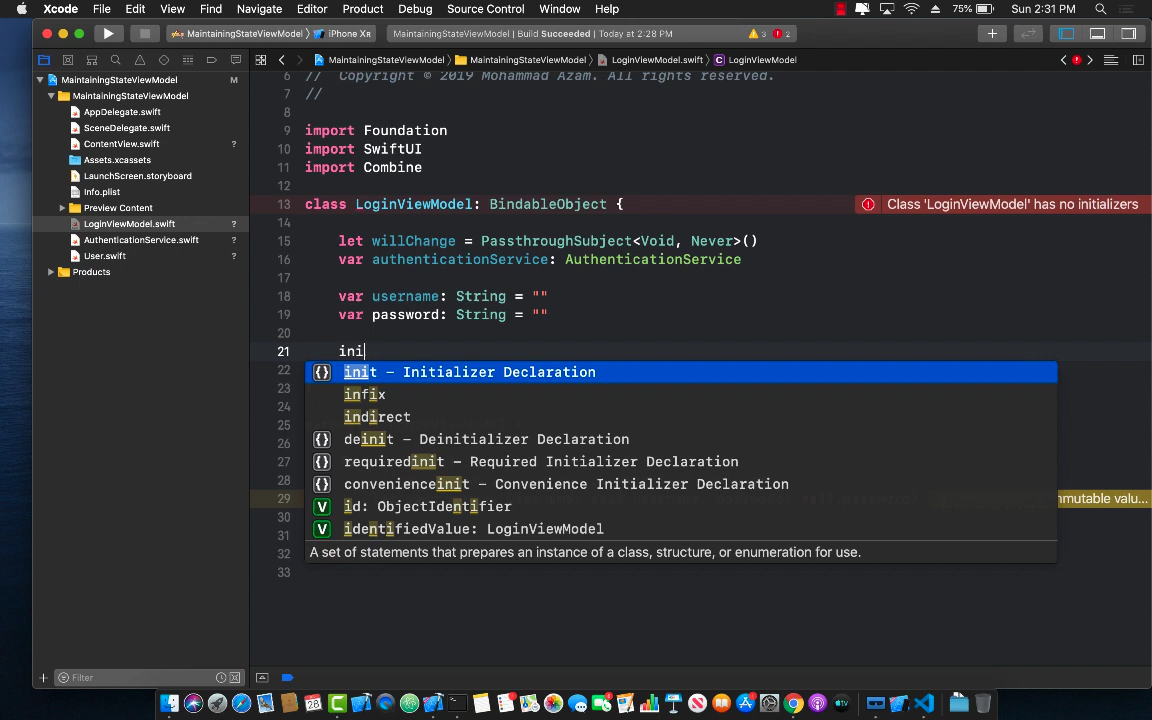 Xcode File Edit View Find Navigate Editor Product Debug Source Control Window Help 75% Sun 2:31 PM
MaintainingStateViewModel iPhone Xʀ MaintainingStateViewModel | Build Succeeded | Today at 2:28 PM 3 2
MaintainingStateViewModel MaintainingStateViewModel LoginViewModel.swift C LoginViewModel
MaintainingStateViewModel M
MaintainingStateViewModel
AppDelegate.swift
SceneDelegate.swift
ContentView.swift ?
Assets.xcassets
LaunchScreen.storyboard
Info.plist
Preview Content
LoginViewModel.swift ?
AuthenticationService.swift ?
User.swift ?
Products
Filter
6 // Copyright © 2019 Mohammad Azam. All rights reserved.
7 //
8
9 import Foundation
10 import SwiftUI
11 import Combine
12
13 class LoginViewModel: BindableObject { Class 'LoginViewModel' has no initializers
14
15 let willChange = PassthroughSubject<Void, Never>()
16 var authenticationService: AuthenticationService
17
18 var username: String = ""
19 var password: String = ""
20
21 ini
22 {} init – Initializer Declaration
23 infix
24 indirect
25
26 {} deinit – Deinitializer Declaration
27 {} requiredinit – Required Initializer Declaration
28 {} convenienceinit – Convenience Initializer Declaration
29 V id: ObjectIdentifier mmutable valu...
30 V identifiedValue: LoginViewModel
31
32 A set of statements that prepares an instance of a class, structure, or enumeration for use.
33
28